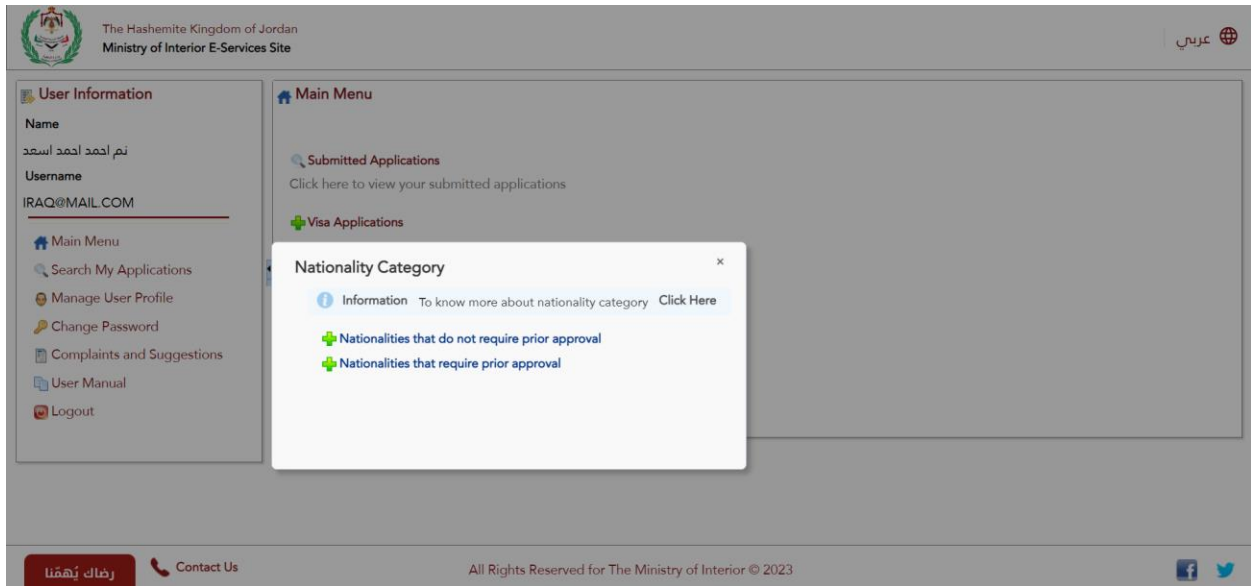 The Hashemite Kingdom of Jordan
Ministry of Interior E-Services Site
عربي
User Information
Name
نم احمد احمد اسعد
Username
IRAQ@MAIL.COM
Main Menu
Search My Applications
Manage User Profile
Change Password
Complaints and Suggestions
User Manual
Logout
Main Menu
Submitted Applications
Click here to view your submitted applications
Visa Applications
Nationality Category
×
Information To know more about nationality category Click Here
Nationalities that do not require prior approval
Nationalities that require prior approval
رضاك يُهمّنا
Contact Us
All Rights Reserved for The Ministry of Interior © 2023